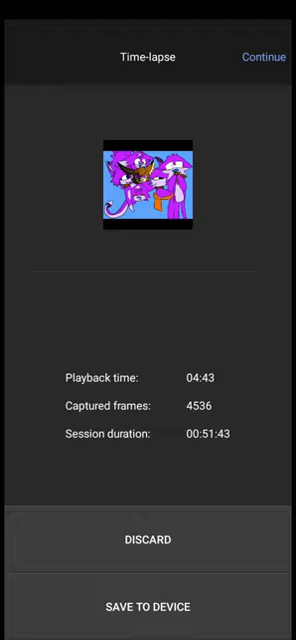 Time-lapse Continue
Playback time: 04:43
Captured frames: 4536
Session duration: 00:51:43
DISCARD
SAVE TO DEVICE